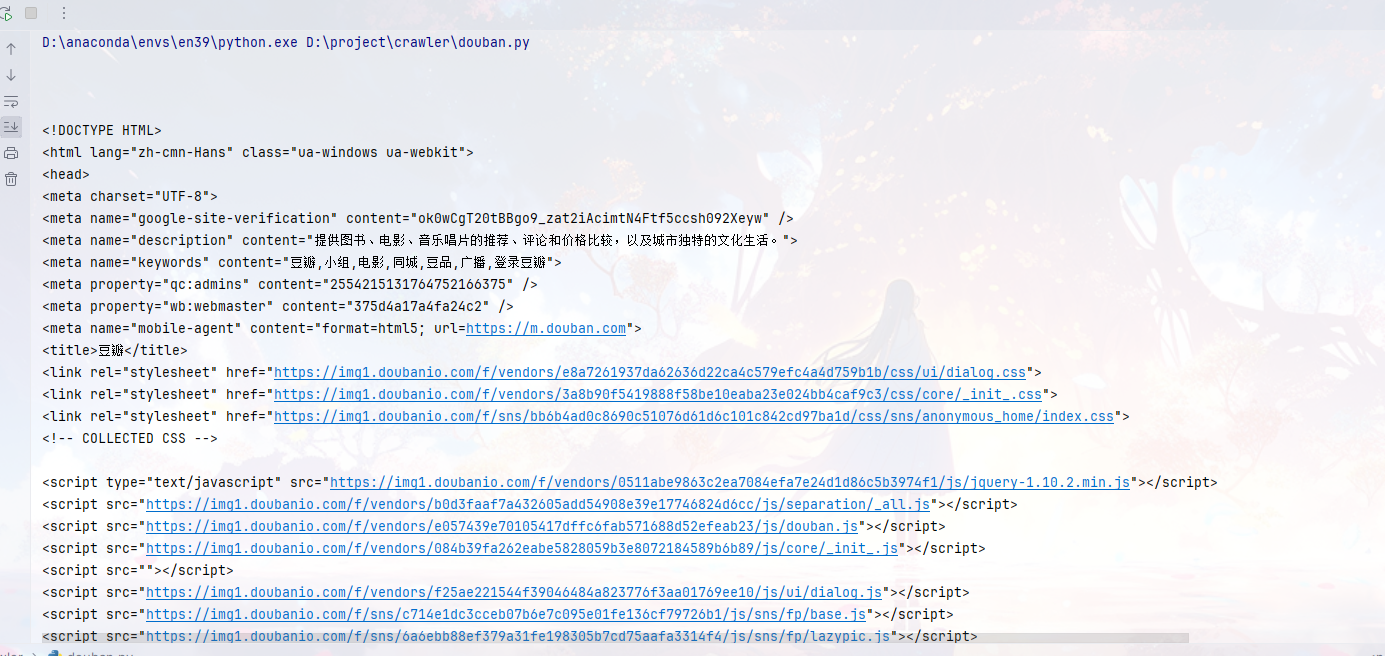 D:\anaconda\envs\en39\python.exe D:\project\crawler\douban.py
<!DOCTYPE HTML>
<html lang="zh-cmn-Hans" class="ua-windows ua-webkit">
<head>
<meta charset="UTF-8">
<meta name="google-site-verification" content="ok0wCgT20tBBgo9_zat2iAcimtN4Ftf5ccsh092Xeyw" />
<meta name="description" content="提供图书、电影、音乐唱片的推荐、评论和价格比较，以及城市独特的文化生活。">
<meta name="keywords" content="豆瓣,小组,电影,同城,豆品,广播,登录豆瓣">
<meta property="qc:admins" content="2554215131764752166375" />
<meta property="wb:webmaster" content="375d4a17a4fa24c2" />
<meta name="mobile-agent" content="format=html5; url=https://m.douban.com">
<title>豆瓣</title>
<link rel="stylesheet" href="https://img1.doubanio.com/f/vendors/e8a7261937da62636d22ca4c579efc4a4d759b1b/css/ui/dialog.css">
<link rel="stylesheet" href="https://img1.doubanio.com/f/vendors/3a8b90f5419888f58be10eaba23e024bb4caf9c3/css/core/_init_.css">
<link rel="stylesheet" href="https://img1.doubanio.com/f/sns/bb6b4ad0c8690c51076d61d6c101c842cd97ba1d/css/sns/anonymous_home/index.css">
<!-- COLLECTED CSS -->
<script type="text/javascript" src="https://img1.doubanio.com/f/vendors/0511abe9863c2ea7084efa7e24d1d86c5b3974f1/js/jquery-1.10.2.min.js"></script>
<script src="https://img1.doubanio.com/f/vendors/b0d3faaf7a432605add54908e39e17746824d6cc/js/separation/_all.js"></script>
<script src="https://img1.doubanio.com/f/vendors/e057439e70105417dffc6fab571688d52efeab23/js/douban.js"></script>
<script src="https://img1.doubanio.com/f/vendors/084b39fa262eabe5828059b3e8072184589b6b89/js/core/_init_.js"></script>
<script src=""></script>
<script src="https://img1.doubanio.com/f/vendors/f25ae221544f39046484a823776f3aa01769ee10/js/ui/dialog.js"></script>
<script src="https://img1.doubanio.com/f/sns/c714e1dc3cceb07b6e7c095e01fe136cf79726b1/js/sns/fp/base.js"></script>
<script src="https://img1.doubanio.com/f/sns/6a6ebb88ef379a31fe198305b7cd75aafa3314f4/js/sns/fp/lazypic.js"></script>